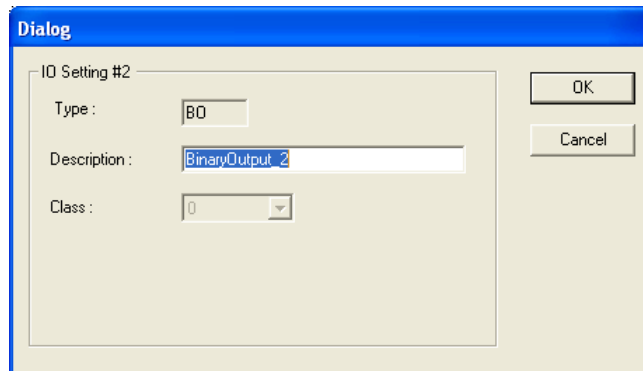 Dialog
IO Setting #2
Type :
BO
OK
Description :
BinaryOutput_2
Cancel
Class :
0